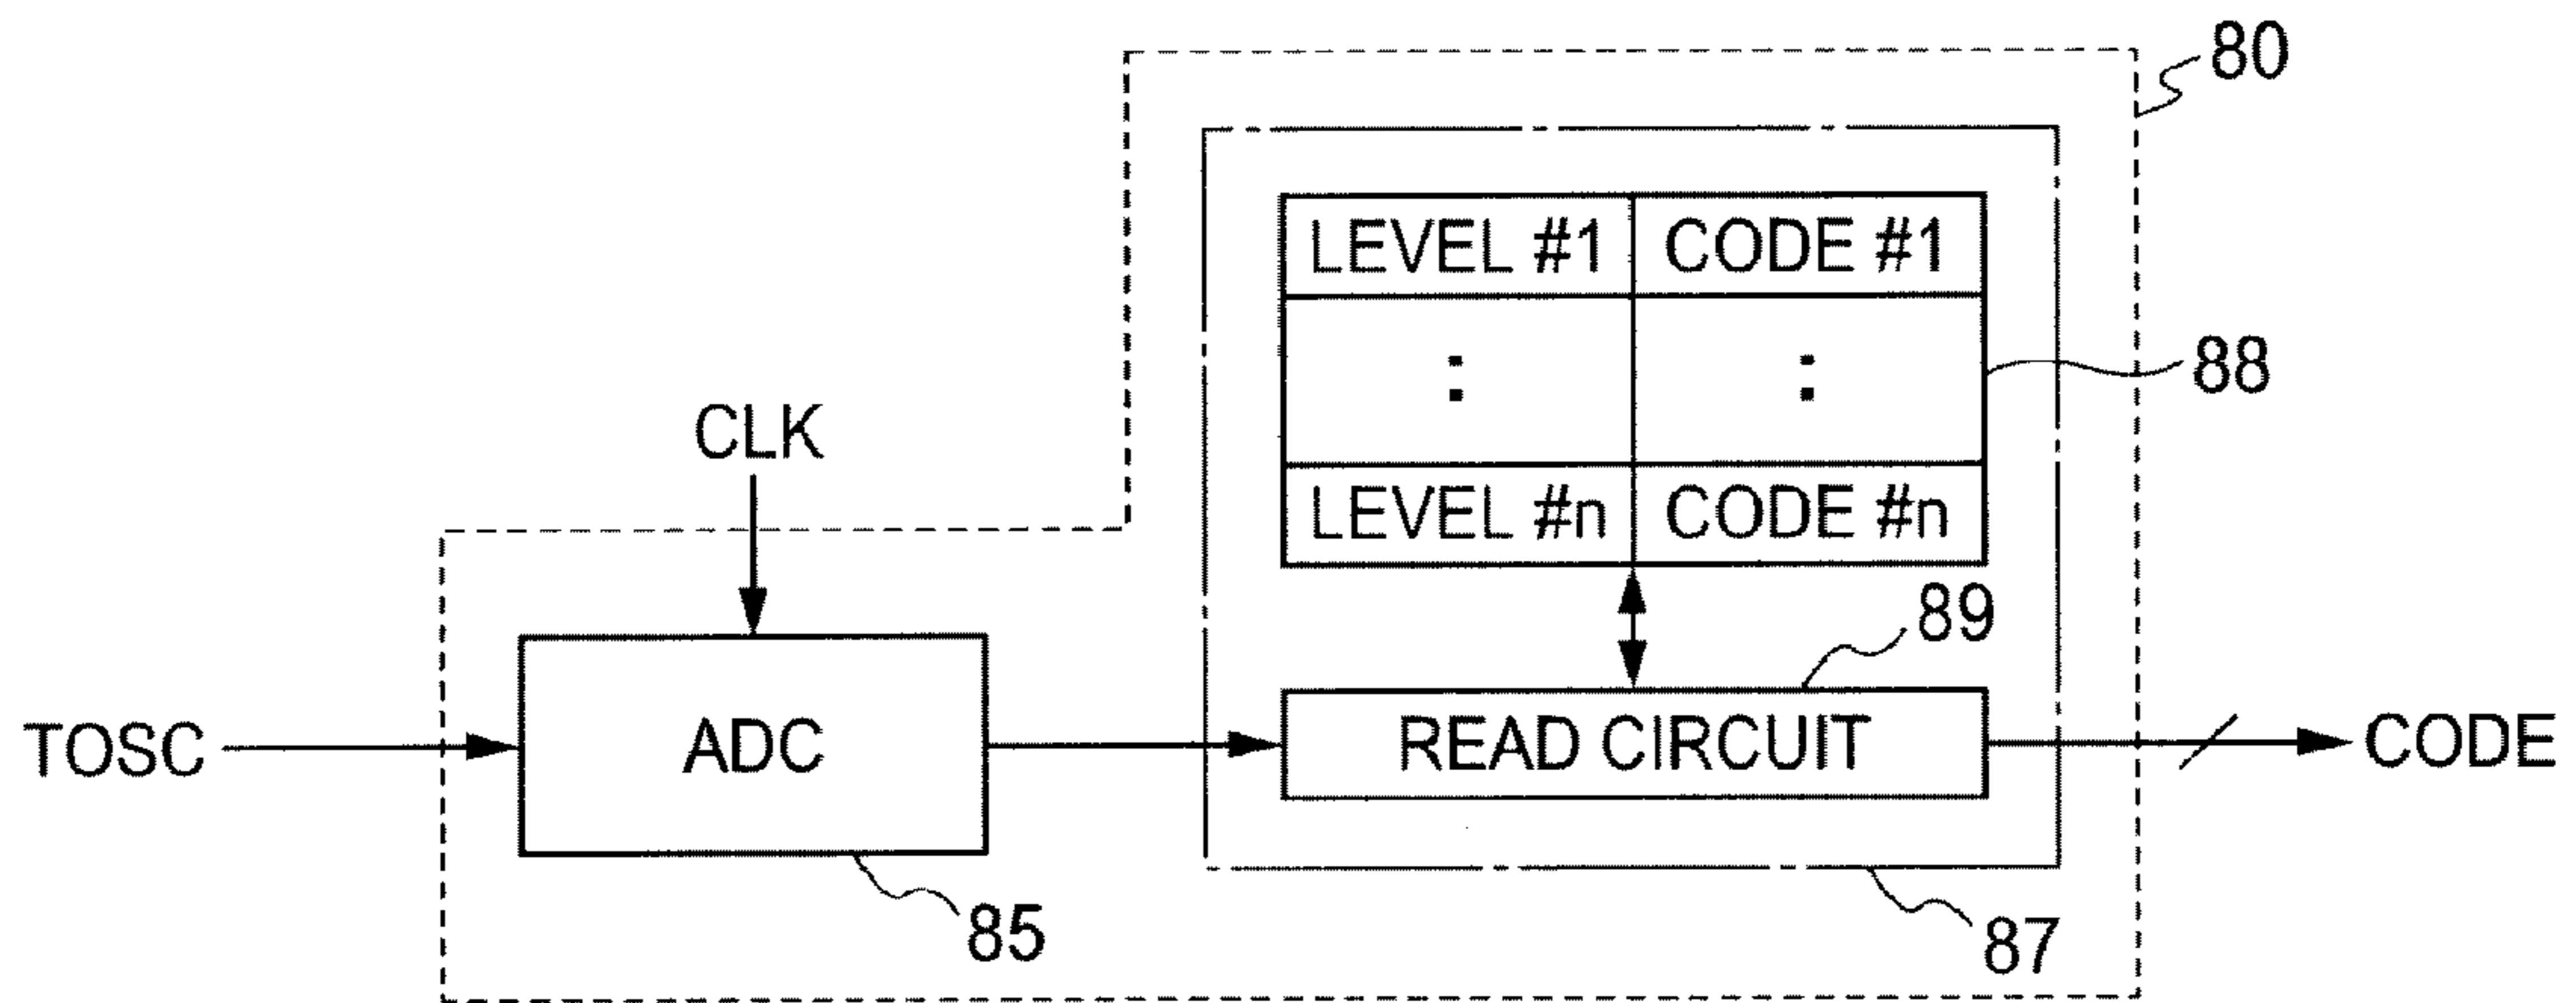 80
LEVEL #1 CODE #1
: :
88
CLK
LEVEL #n CODE #n
89
TOSC
ADC
READ CIRCUIT
CODE
85
87